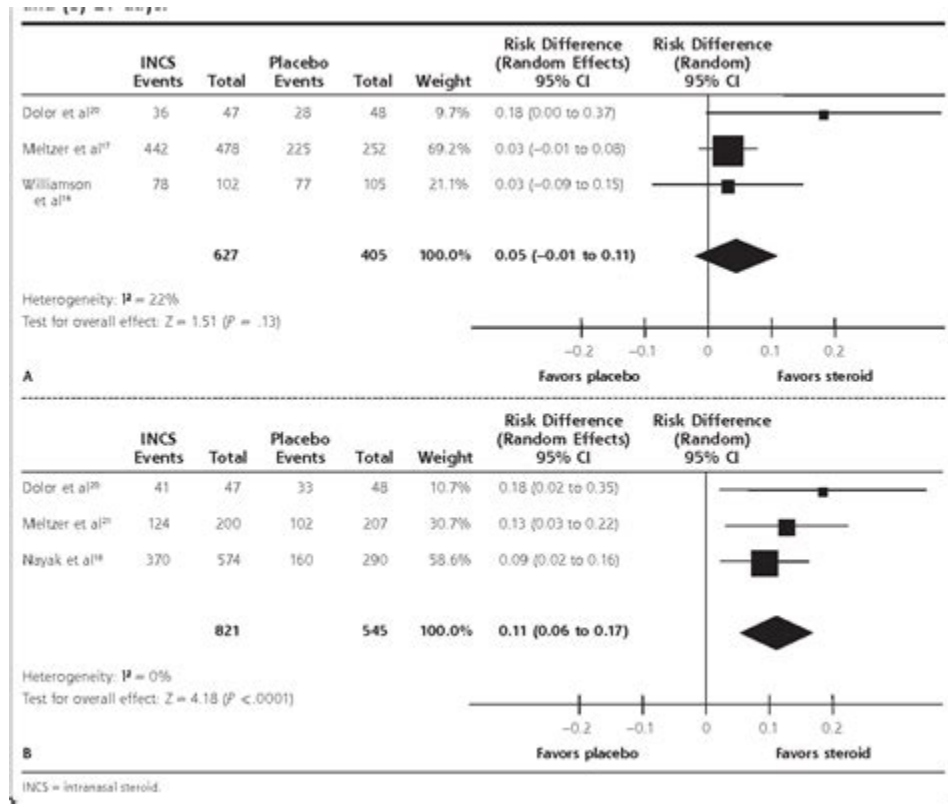 and (B) 21 days.
Risk Difference Risk Difference
INCS Placebo (Random Effects) (Random)
Events Total Events Total Weight 95% CI 95% CI
Dolor et al²⁰ 36 47 28 48 9.7% 0.18 (0.00 to 0.37)
Meltzer et al¹⁷ 442 478 225 252 69.2% 0.03 (−0.01 to 0.08)
Williamson 78 102 77 105 21.1% 0.03 (−0.09 to 0.15)
et al
627 405 100.0% 0.05 (−0.01 to 0.11)
Heterogeneity: I² = 22%
Test for overall effect: Z = 1.51 (P = .13)
−0.2 −0.1 0 0.1 0.2
A Favors placebo Favors steroid
Risk Difference Risk Difference
INCS Placebo (Random Effects) (Random)
Events Total Events Total Weight 95% CI 95% CI
Dolor et al²⁰ 41 47 33 48 10.7% 0.18 (0.02 to 0.35)
Meltzer et al²¹ 124 200 102 207 30.7% 0.13 (0.03 to 0.22)
Nayak et al 370 574 160 290 58.6% 0.09 (0.02 to 0.16)
821 545 100.0% 0.11 (0.06 to 0.17)
Heterogeneity: I² = 0%
Test for overall effect: Z = 4.18 (P <.0001)
−0.2 −0.1 0 0.1 0.2
B Favors placebo Favors steroid
INCS = intranasal steroid.